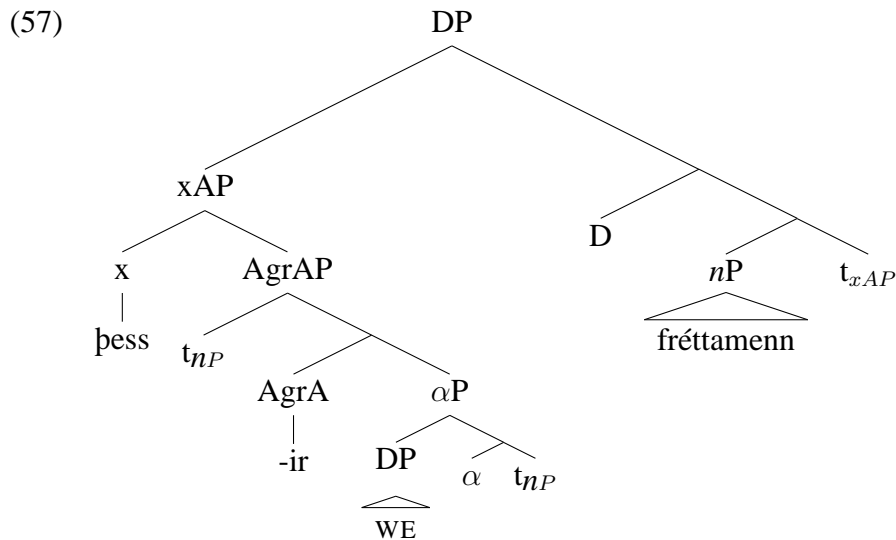 (57) DP
xAP
D
x AgrAP nP t_xAP
þess t_nP fréttamenn
AgrA αP
-ir DP α t_nP
WE